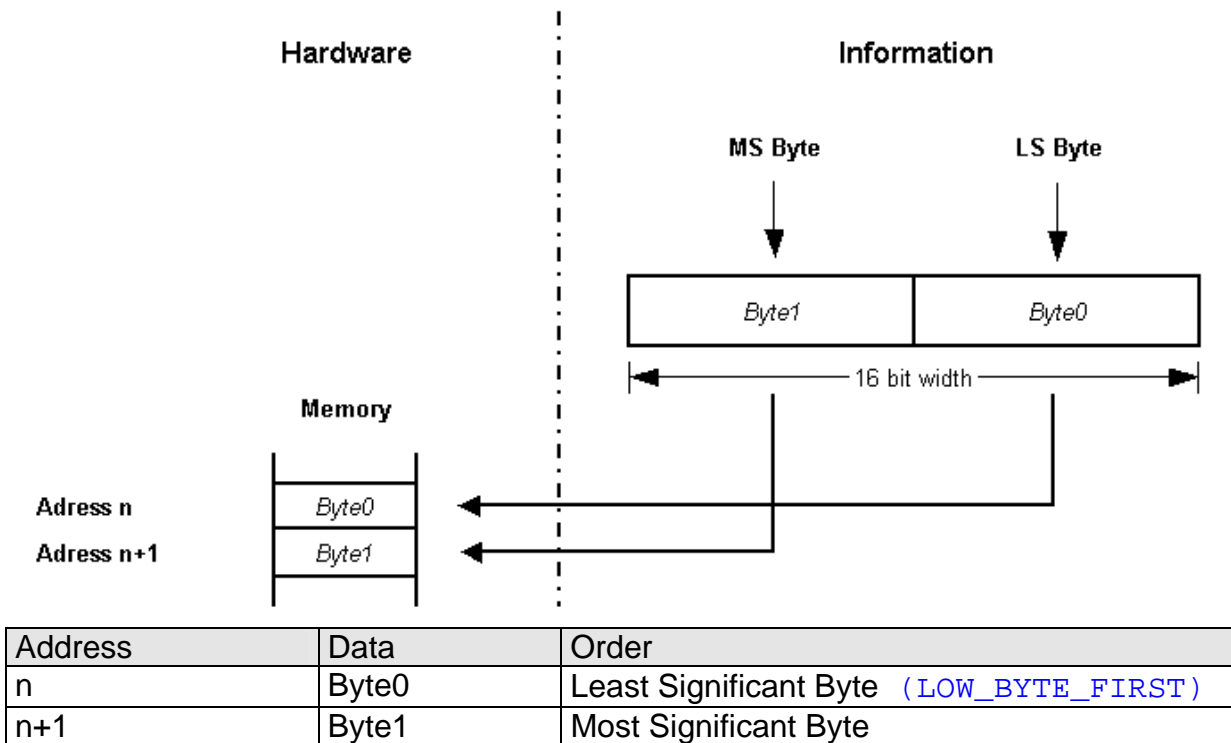 Hardware
Information
MS Byte
LS Byte
Byte1
Byte0
16 bit width
Memory
Adress n
Byte0
Adress n+1
Byte1
Address Data Order
n Byte0 Least Significant Byte (LOW_BYTE_FIRST)
n+1 Byte1 Most Significant Byte